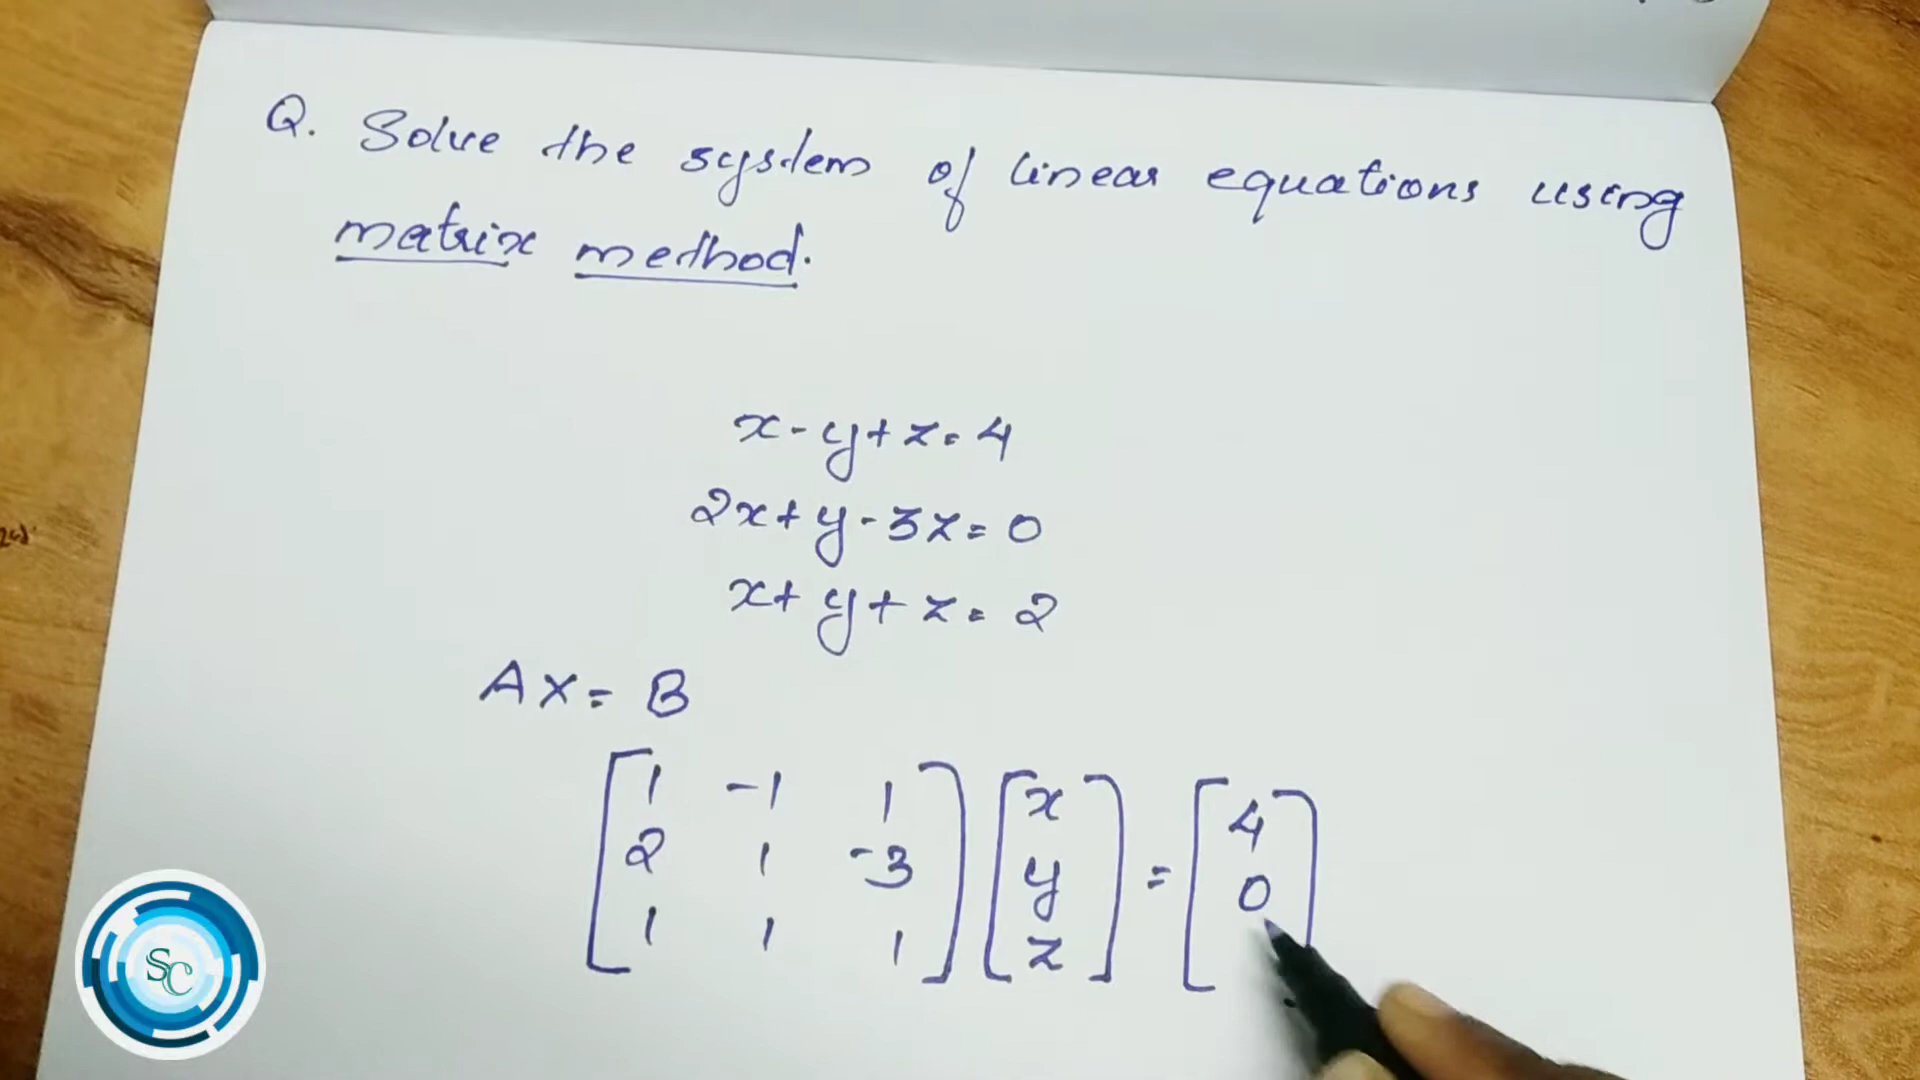 Q. Solve the system of linear equations using
matrix method.
x - y + z = 4
2x + y - 3z = 0
x + y + z = 2
AX = B
[1 -1 1] [x] = [4]
[2 1 -3] [y] [0]
[1 1 1] [z]
SC